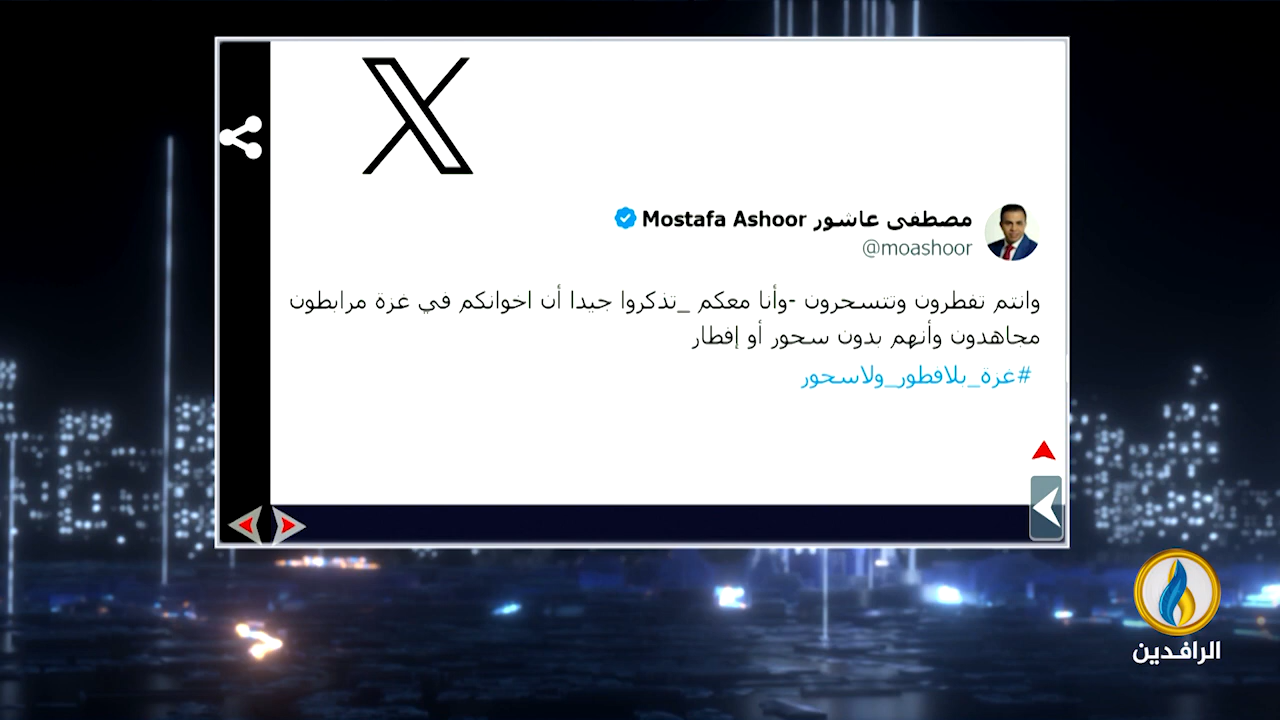 مصطفى عاشور Mostafa Ashoor
@moashoor
وانتم تفطرون وتتسحرون -وأنا معكم _تذكروا جيدا أن اخوانكم في غزة مرابطون
مجاهدون وأنهم بدون سحور أو إفطار
#غزة_بلافطور_ولاسحور
الرافدين